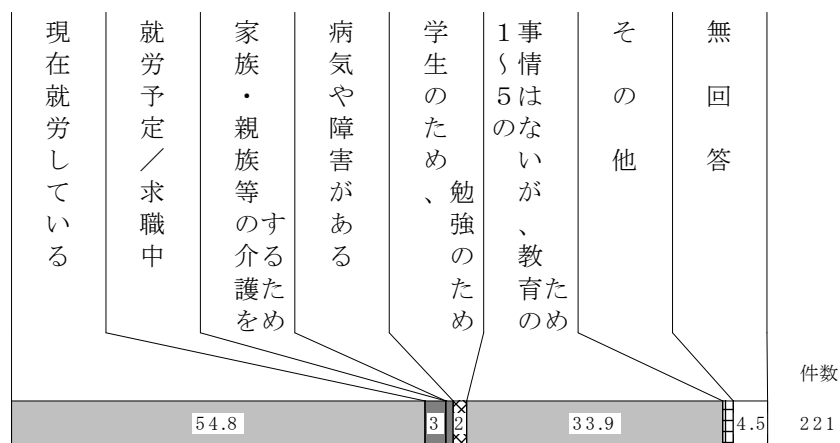 現在就労している
就労予定／求職中
家族・親族等の介護を
するため
病気や障害がある
学生のため、
勉強のため
1～5の
事情はないが、教育の
ため
その他
無回答
件数
54.8
3
2
33.9
4.5
221